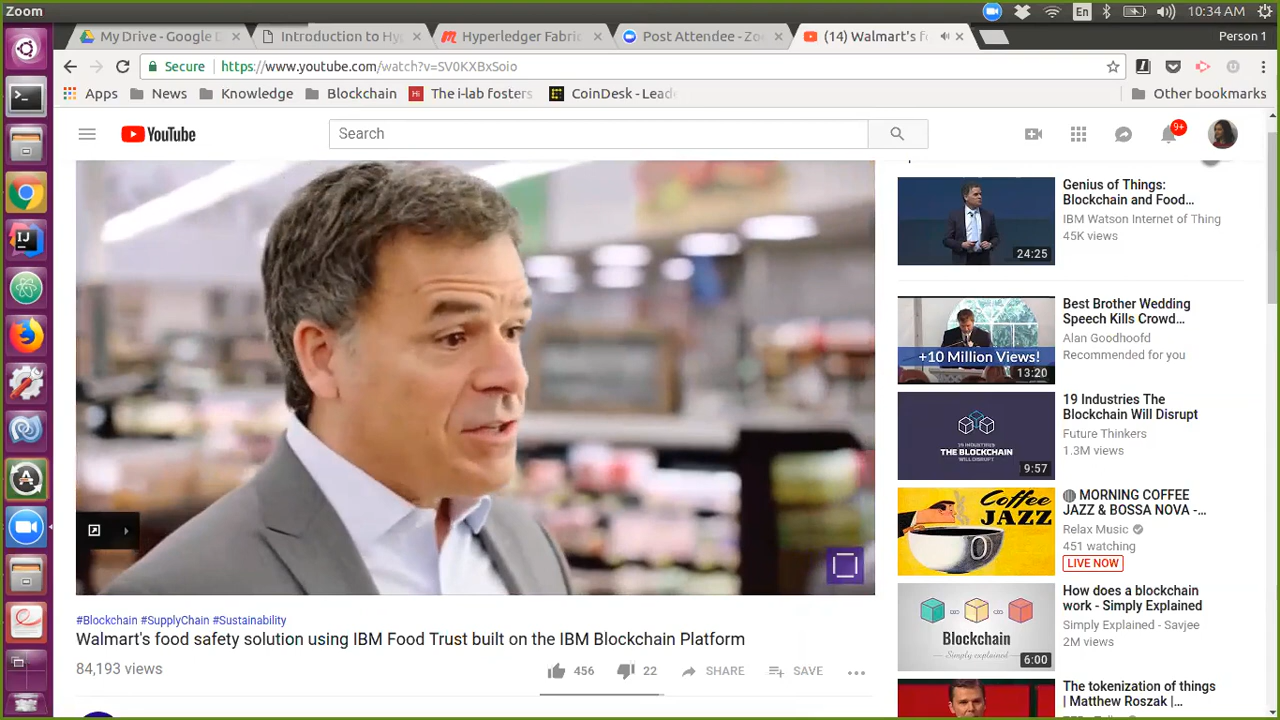 Zoom
En
10:34 AM
My Drive - Google D
Introduction to Hyp
Hyperledger Fabric
Post Attendee - Zo
(14) Walmart's f
Person 1
Secure
https://www.youtube.com/watch?v=SV0KXBxSoio
Apps
News
Knowledge
Blockchain
Hi
The i-lab fosters
CoinDesk - Lead
Other bookmarks
YouTube
Search
9+
Genius of Things:
Blockchain and Food...
IBM Watson Internet of Thing
45K views
24:25
Best Brother Wedding
Speech Kills Crowd...
Alan Goodhoofd
Recommended for you
+10 Million Views!
13:20
19 Industries The
Blockchain Will Disrupt
Future Thinkers
1.3M views
19 INDUSTRIES
THE BLOCKCHAIN
WILL DISRUPT
9:57
MORNING COFFEE
JAZZ & BOSSA NOVA -...
Relax Music
451 watching
LIVE NOW
Coffee
JAZZ
How does a blockchain
work - Simply Explained
Simply Explained - Savjee
2M views
Blockchain
Simply explained
6:00
The tokenization of things
| Matthew Roszak |...
#Blockchain #SupplyChain #Sustainability
Walmart's food safety solution using IBM Food Trust built on the IBM Blockchain Platform
84,193 views
456
22
SHARE
SAVE